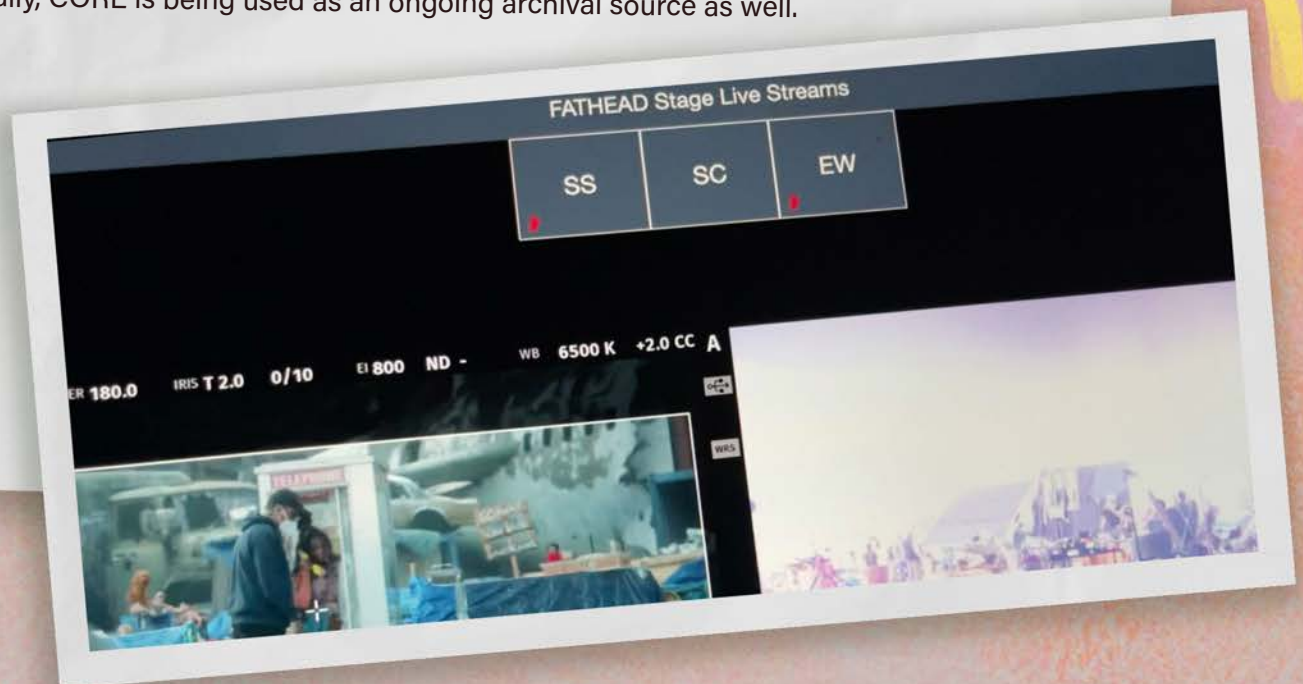 CORE is being used as an ongoing archival source as well.
FATHEAD Stage Live Streams
SS SC EW
ER 180.0 IRIS T 2.0 0/10 EI 800 ND - WB 6500 K +2.0 CC A
WRS
TELEPHONE